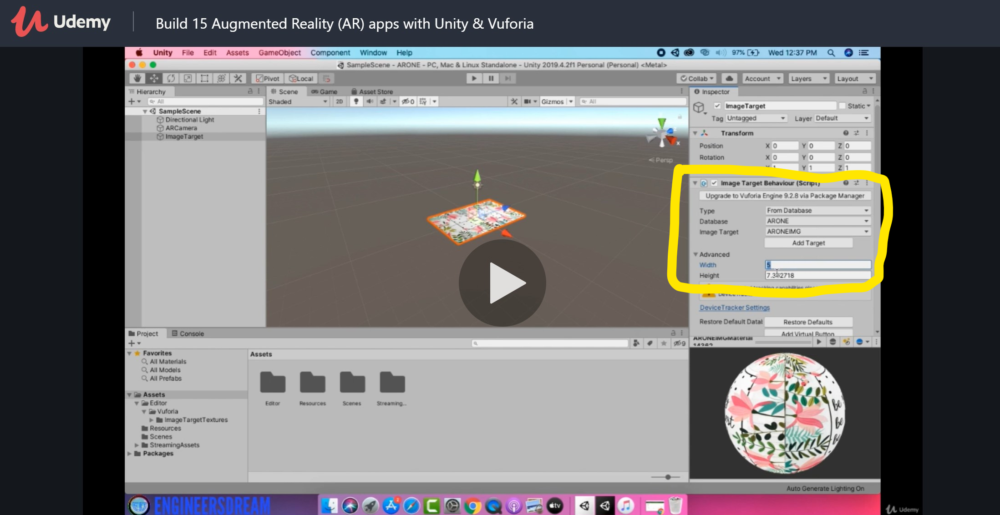 Udemy
Build 15 Augmented Reality (AR) apps with Unity & Vuforia
Unity File Edit Assets GameObject Component Window Help
97% Wed 12:37 PM
SampleScene - ARONE - PC, Mac & Linux Standalone - Unity 2019.4.2f1 Personal (Personal) <Metal>
Pivot Local
Collab Account Layers Layout
Hierarchy
All
SampleScene
Directional Light
ARCamera
ImageTarget
Scene Game Asset Store
Shaded 2D 0 Gizmos All
x
Persp
Inspector
ImageTarget Static
Tag Untagged Layer Default
Transform
Position X 0 Y 0 Z 0
Rotation X 0 Y 0 Z 0
Y 1 Z 1
Image Target Behaviour (Script)
Upgrade to Vuforia Engine 9.2.8 via Package Manager
Type From Database
Database ARONE
Image Target ARONEIMG
Add Target
Advanced
Width 5
Height
tracking capabilities
DeviceTracker Settings
Restore Default Datab Restore Defaults
Add Virtual Button
ARONEIMGMaterial
14362
Project Console
9
Favorites
All Materials
All Models
All Prefabs
Assets
Editor
Vuforia
ImageTargetTextures
Resources
Scenes
StreamingAssets
Packages
Assets
Editor Resources Scenes Streaming...
Be
Be
Auto Generate Lighting On
ENGINEERSDREAM
2
tv
Udemy